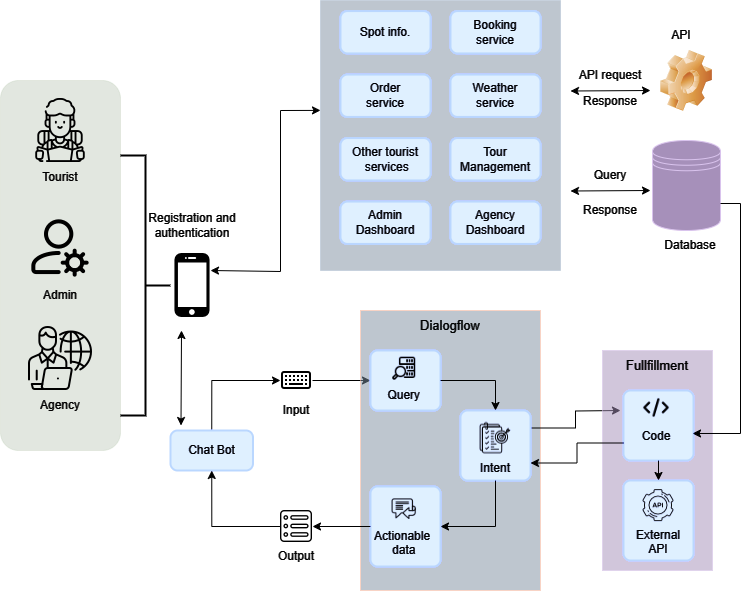 Spot info.
Booking
service
Order
service
Weather
service
Other tourist
services
Tour
Management
Admin
Dashboard
Agency
Dashboard
API
API request
Response
Query
Response
Database
Tourist
Admin
Agency
Registration and
authentication
Chat Bot
Input
Output
Dialogflow
Query
Intent
Actionable
data
Fullfillment
Code
API
External
API